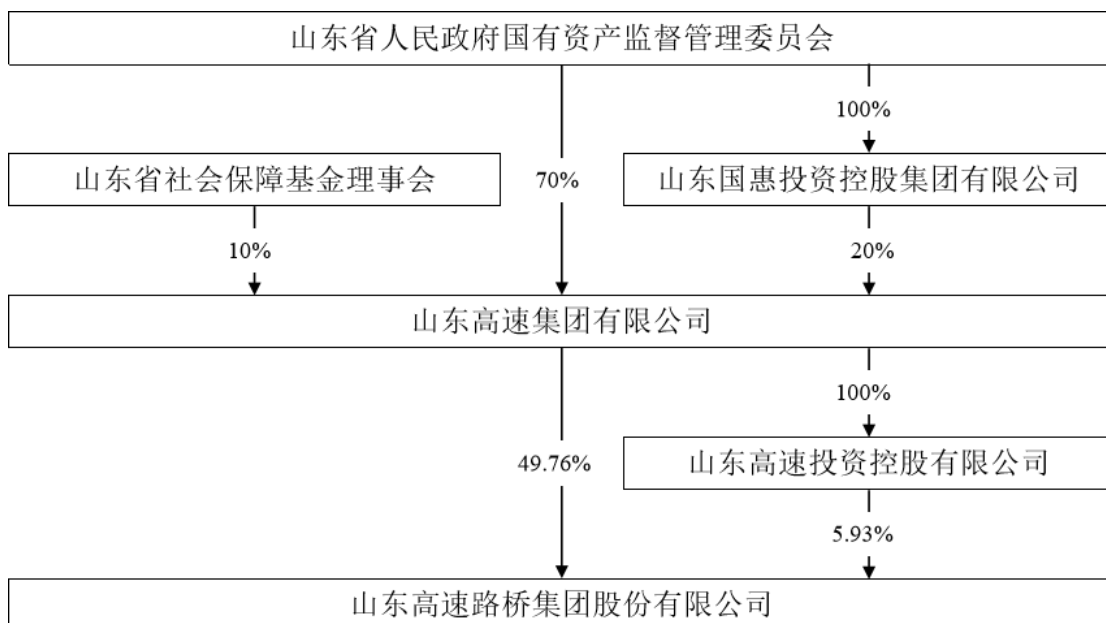 山东省人民政府国有资产监督管理委员会
100%
山东省社会保障基金理事会
70%
山东国惠投资控股集团有限公司
10%
20%
山东高速集团有限公司
100%
49.76%
山东高速投资控股有限公司
5.93%
山东高速路桥集团股份有限公司